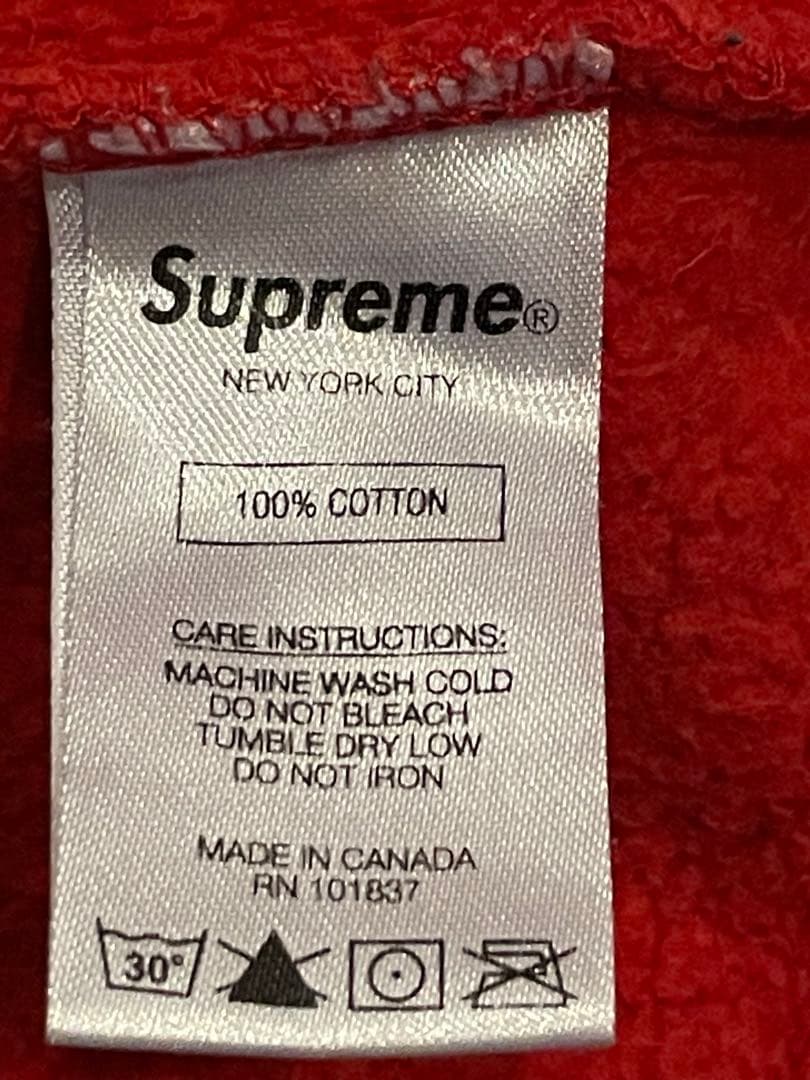 Supreme®
NEW YORK CITY
100% COTTON
CARE INSTRUCTIONS:
MACHINE WASH COLD
DO NOT BLEACH
TUMBLE DRY LOW
DO NOT IRON
MADE IN CANADA
RN 101837
30°